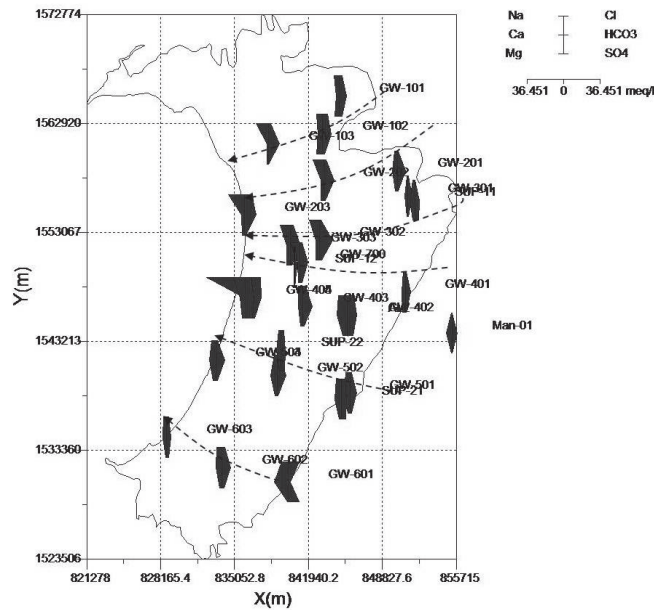 1572774
Na Cl
Ca HCO3
Mg SO4
36.451 0 36.451 meq/l
GW-101
1562920
GW-102
GW-103
GW-201
GW-202
GW-301
SUP-11
GW-203
1553067
GW-302
GW-303
GW-700
SUP-12
GW-401
GW-403
GW-402
Man-01
1543213
SUP-22
GW-502
GW-501
SUP-21
GW-603
1533360
GW-602
GW-601
1523506
821278 828165.4 835052.8 841940.2 848827.6 855715
X(m)
Y(m)